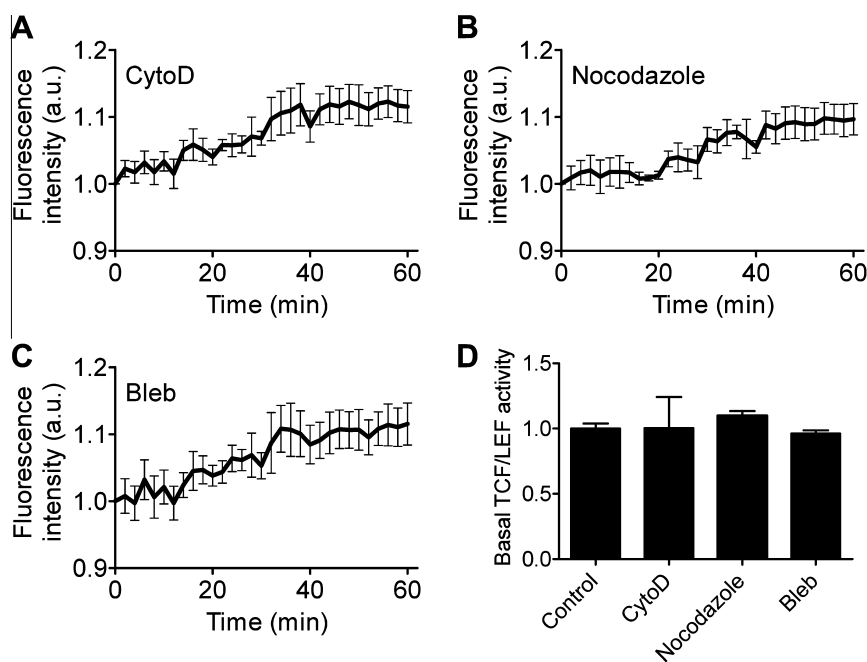 A
Fluorescence
intensity (a.u.)
1.2
1.1
1.0
0.9
CytoD
0
20
40
60
Time (min)
B
Fluorescence
intensity (a.u.)
1.2
1.1
1.0
0.9
Nocodazole
0
20
40
60
Time (min)
C
Fluorescence
intensity (a.u.)
1.2
1.1
1.0
0.9
Bleb
0
20
40
60
Time (min)
D
Basal TCF/LEF activity
1.5
1.0
0.5
0.0
Control
CytoD
Nocodazole
Bleb